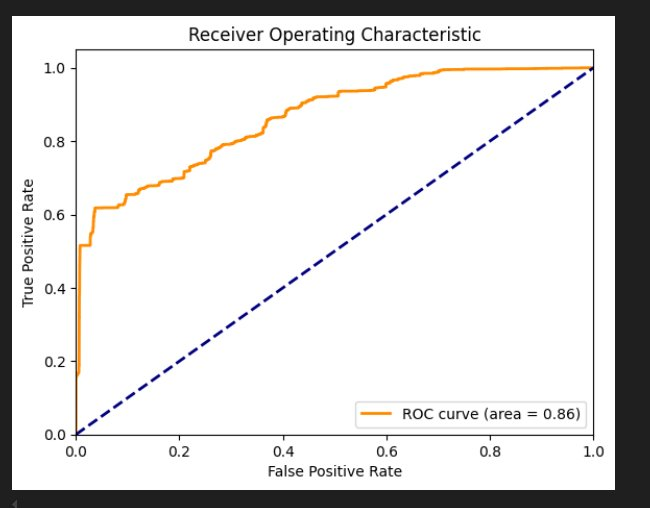 Receiver Operating Characteristic
1.0
0.8
0.6
0.4
0.2
0.0
True Positive Rate
ROC curve (area = 0.86)
0.0 0.2 0.4 0.6 0.8 1.0
False Positive Rate